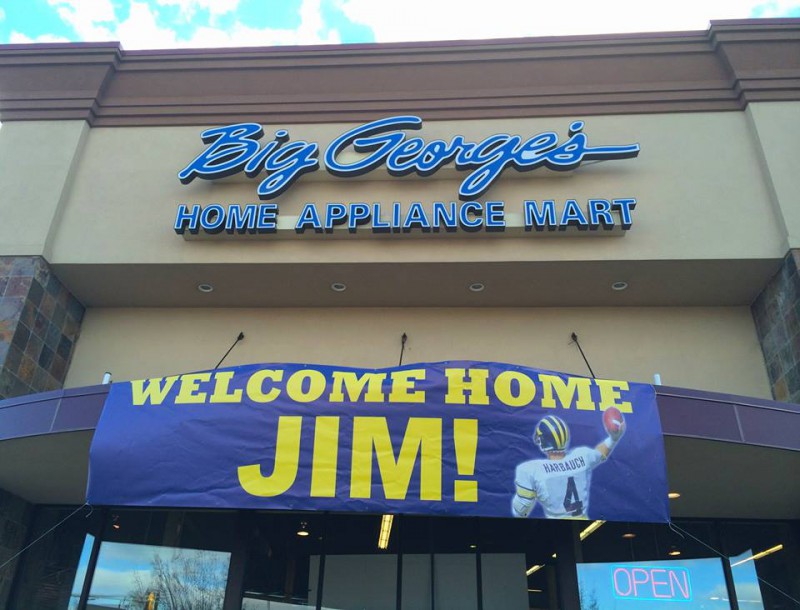 Big George's
HOME APPLIANCE MART
WELCOME HOME
JIM!
HARBAUGH
4
OPEN